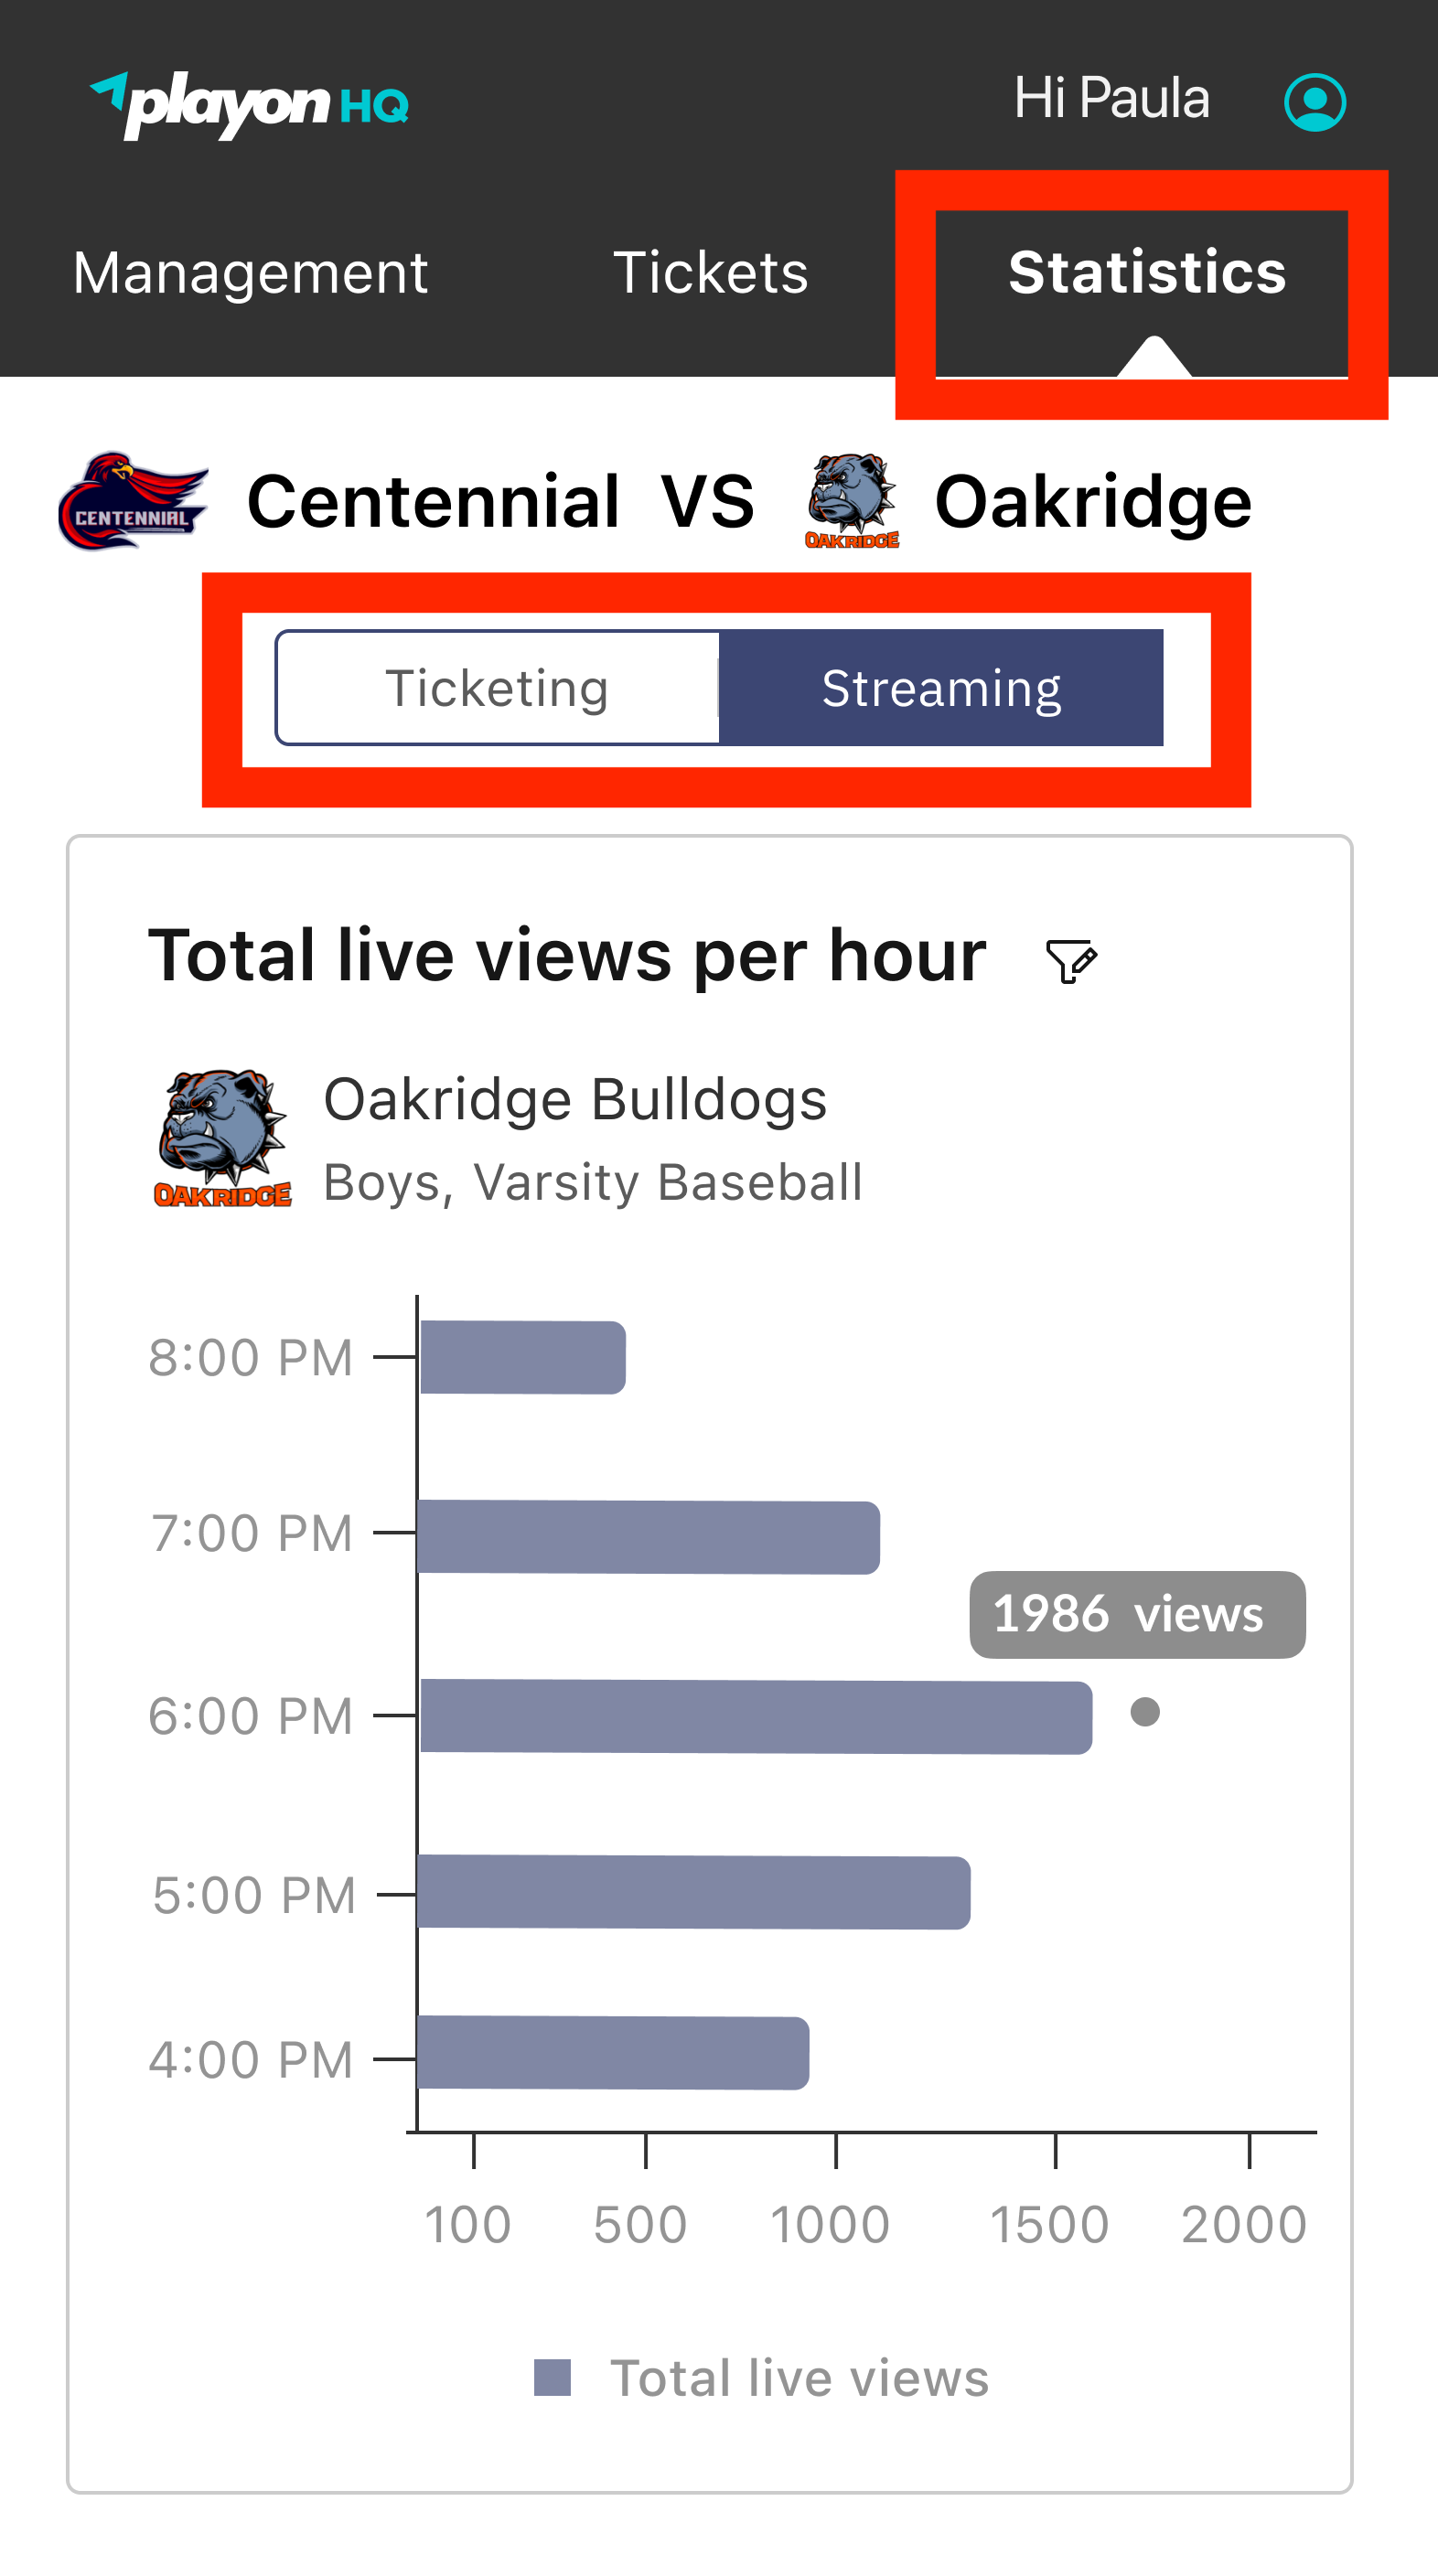 playon HQ
Hi Paula
Management Tickets Statistics
CENTENNIAL Centennial VS OAKRIDGE Oakridge
Ticketing Streaming
Total live views per hour
Oakridge Bulldogs
OAKRIDGE Boys, Varsity Baseball
8:00 PM
7:00 PM
1986 views
6:00 PM
5:00 PM
4:00 PM
100 500 1000 1500 2000
Total live views